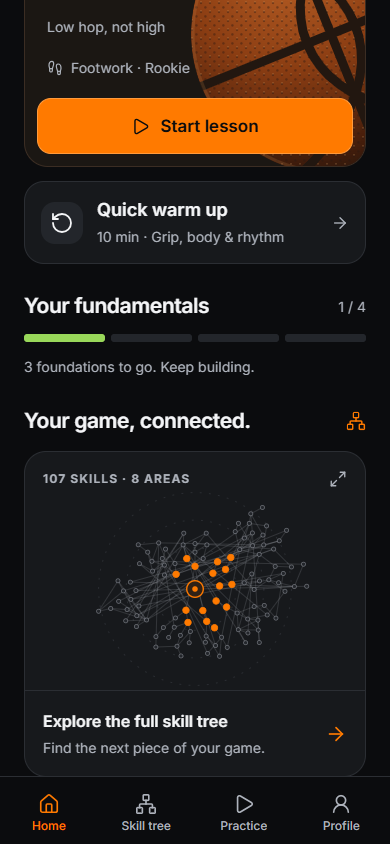 Low hop, not high
Footwork · Rookie
Start lesson
Quick warm up
10 min · Grip, body & rhythm
Your fundamentals
1 / 4
3 foundations to go. Keep building.
Your game, connected.
107 SKILLS · 8 AREAS
Explore the full skill tree
Find the next piece of your game.
Home
Skill tree
Practice
Profile